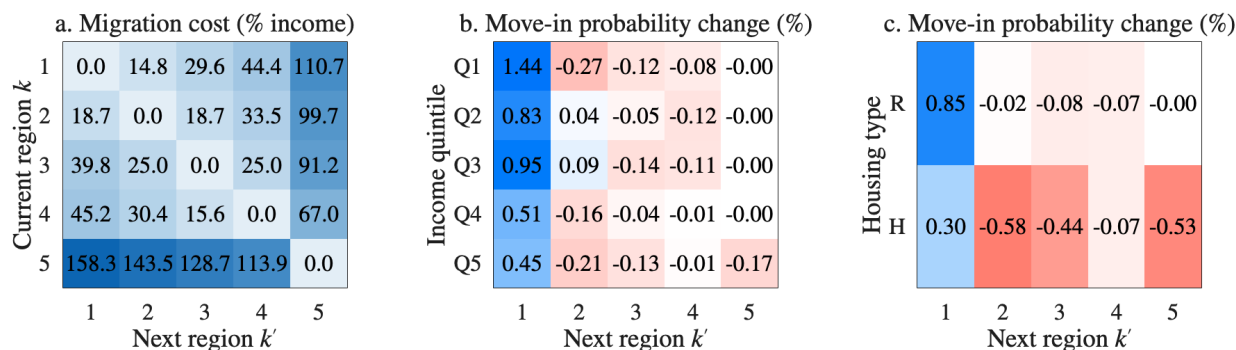 a. Migration cost (% income)
Current region k
1 0.0 14.8 29.6 44.4 110.7
2 18.7 0.0 18.7 33.5 99.7
3 39.8 25.0 0.0 25.0 91.2
4 45.2 30.4 15.6 0.0 67.0
5 158.3 143.5 128.7 113.9 0.0
1 2 3 4 5
Next region k′
b. Move-in probability change (%)
Income quintile
Q1 1.44 -0.27 -0.12 -0.08 -0.00
Q2 0.83 0.04 -0.05 -0.12 -0.00
Q3 0.95 0.09 -0.14 -0.11 -0.00
Q4 0.51 -0.16 -0.04 -0.01 -0.00
Q5 0.45 -0.21 -0.13 -0.01 -0.17
1 2 3 4 5
Next region k′
c. Move-in probability change (%)
Housing type
R 0.85 -0.02 -0.08 -0.07 -0.00
H 0.30 -0.58 -0.44 -0.07 -0.53
1 2 3 4 5
Next region k′